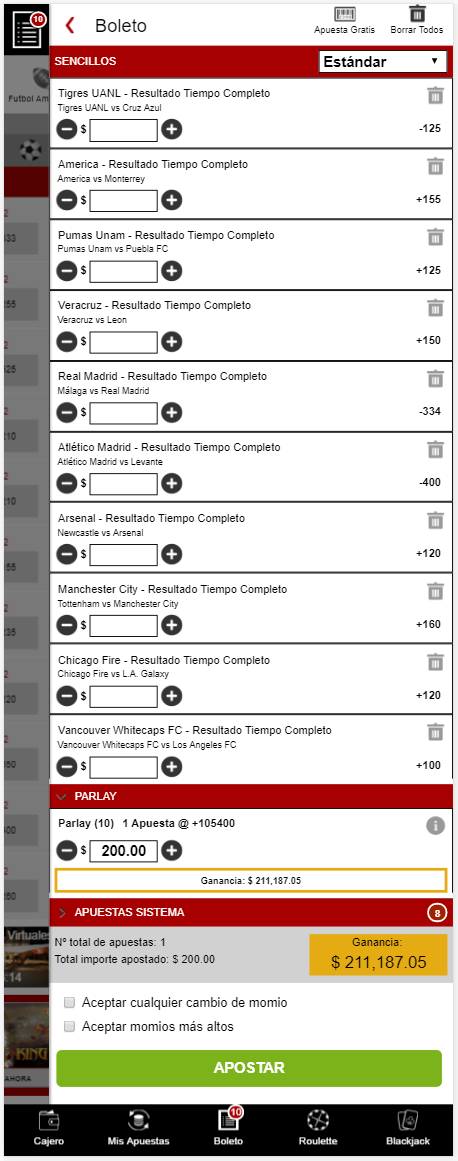 10
Boleto
Apuesta Gratis
Borrar Todos
Futbol Am
SENCILLOS
Estándar
Tigres UANL - Resultado Tiempo Completo
Tigres UANL vs Cruz Azul
$
-125
America - Resultado Tiempo Completo
America vs Monterrey
$
+155
Pumas Unam - Resultado Tiempo Completo
Pumas Unam vs Puebla FC
$
+125
Veracruz - Resultado Tiempo Completo
Veracruz vs Leon
$
+150
Real Madrid - Resultado Tiempo Completo
Málaga vs Real Madrid
$
-334
Atlético Madrid - Resultado Tiempo Completo
Atlético Madrid vs Levante
$
-400
Arsenal - Resultado Tiempo Completo
Newcastle vs Arsenal
$
+120
Manchester City - Resultado Tiempo Completo
Tottenham vs Manchester City
$
+160
Chicago Fire - Resultado Tiempo Completo
Chicago Fire vs L.A. Galaxy
$
+120
Vancouver Whitecaps FC - Resultado Tiempo Completo
Vancouver Whitecaps FC vs Los Angeles FC
$
+100
PARLAY
Parlay (10) 1 Apuesta @ +105400
$ 200.00
Ganancia: $ 211,187.05
APUESTAS SISTEMA
8
Nº total de apuestas: 1
Total importe apostado: $ 200.00
Ganancia:
$ 211,187.05
Virtuale
:14
KING
AHORA
Aceptar cualquier cambio de momio
Aceptar momios más altos
APOSTAR
10
Cajero
Mis Apuestas
Boleto
Roulette
Blackjack